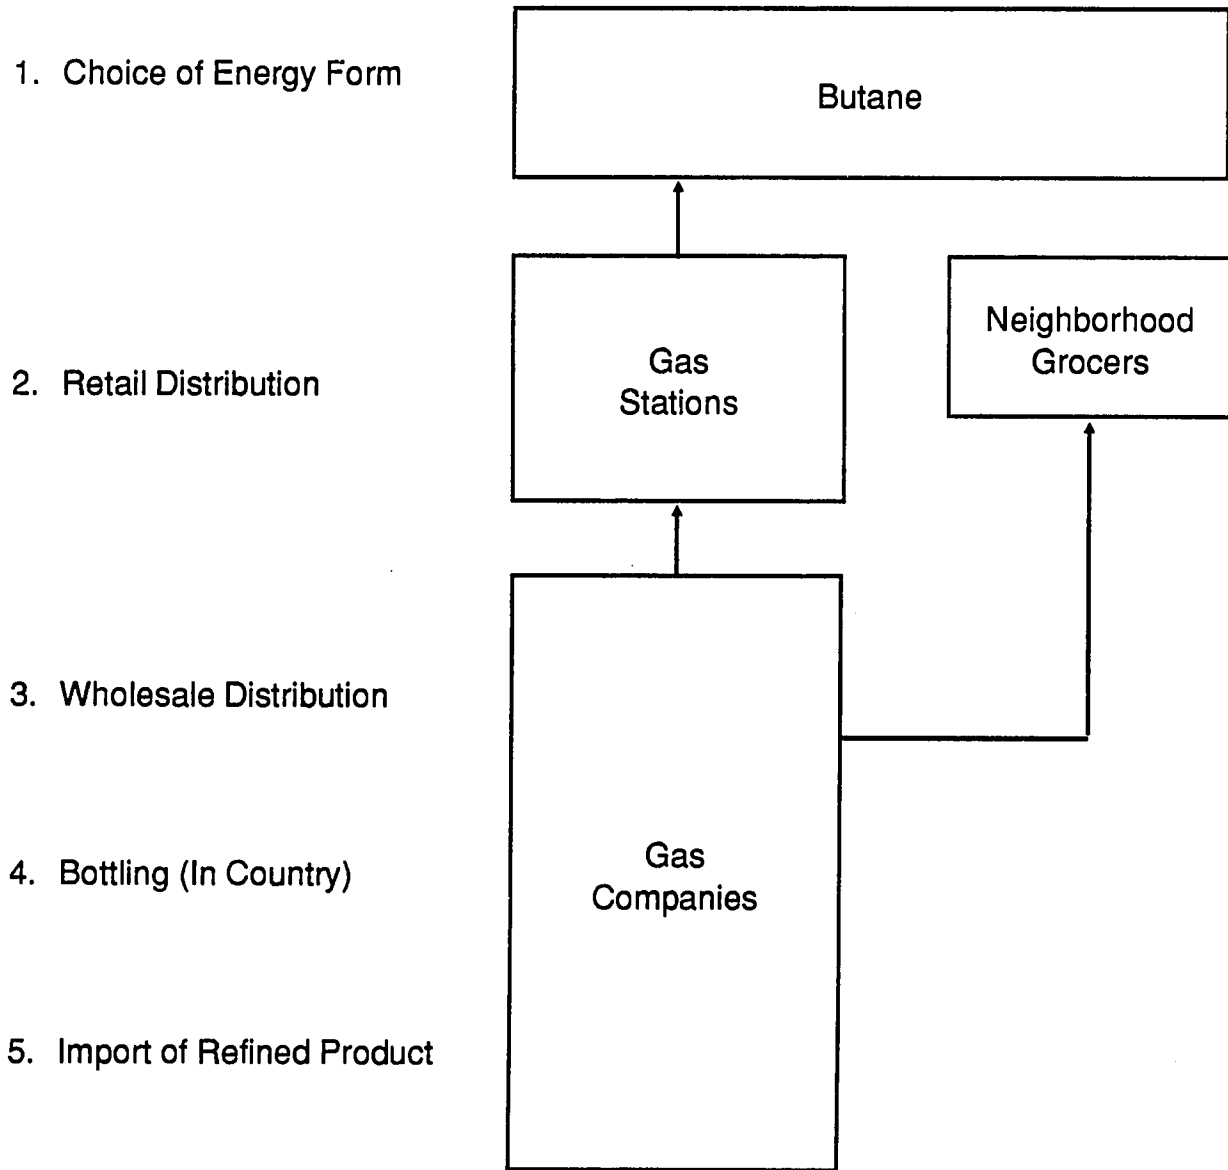 1. Choice of Energy Form
Butane
2. Retail Distribution
Gas
Stations
Neighborhood
Grocers
3. Wholesale Distribution
4. Bottling (In Country)
Gas
Companies
5. Import of Refined Product